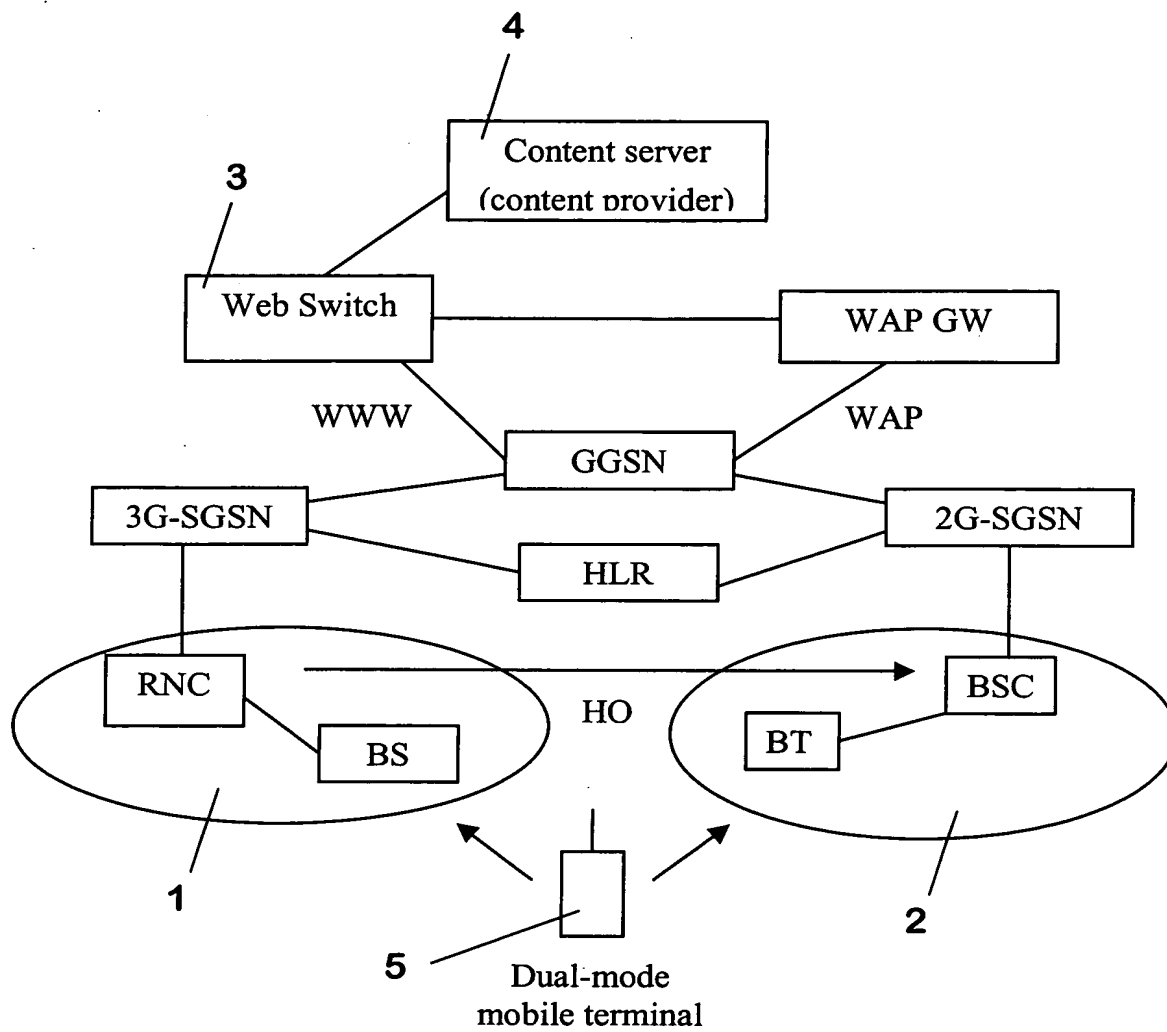 4
Content server
(content provider)
3
Web Switch
WAP GW
WWW
WAP
GGSN
3G-SGSN
2G-SGSN
HLR
RNC
BSC
HO
BT
BS
1
2
5
Dual-mode
mobile terminal